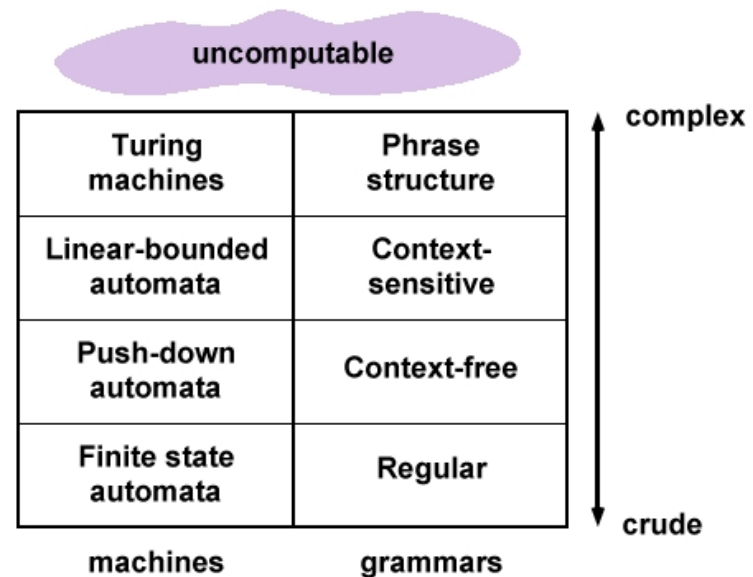 uncomputable
complex
Turing
machines
Phrase
structure
Linear-bounded
automata
Context-
sensitive
Push-down
automata
Context-free
Finite state
automata
Regular
crude
machines
grammars